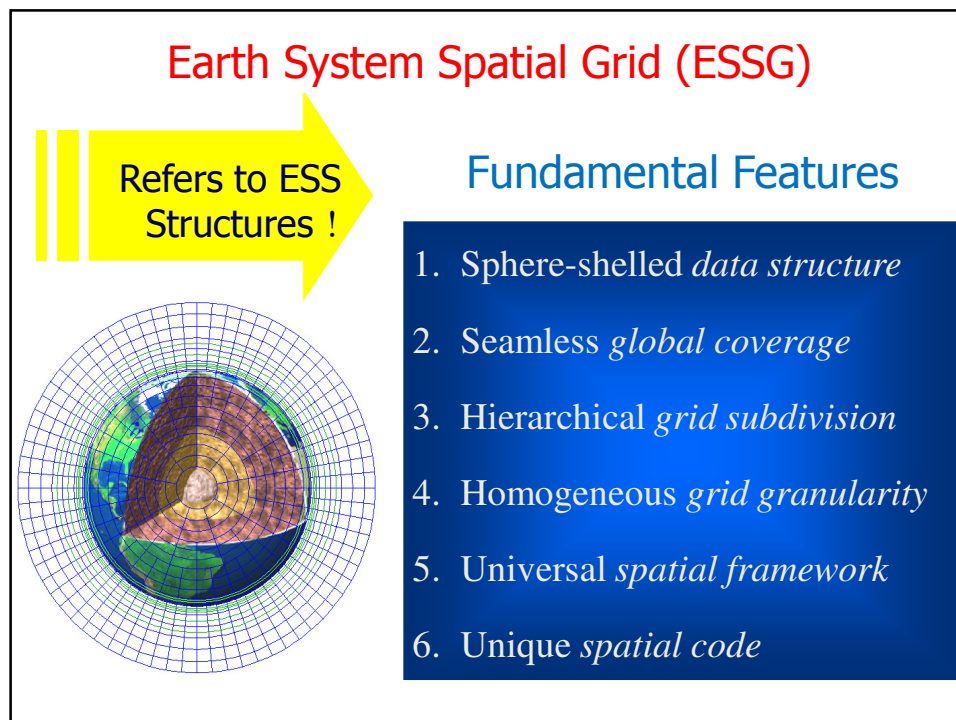 Earth System Spatial Grid (ESSG)
Refers to ESS
Structures !
Fundamental Features
1. Sphere-shelled data structure
2. Seamless global coverage
3. Hierarchical grid subdivision
4. Homogeneous grid granularity
5. Universal spatial framework
6. Unique spatial code